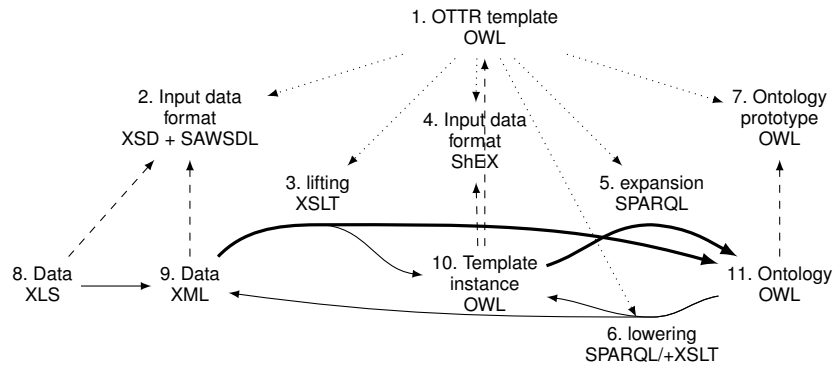 1. OTTR template
OWL
2. Input data
format
XSD + SAWSDL
7. Ontology
prototype
OWL
4. Input data
format
ShEX
3. lifting
XSLT
5. expansion
SPARQL
8. Data
XLS
9. Data
XML
10. Template
instance
OWL
11. Ontology
OWL
6. lowering
SPARQL/+XSLT